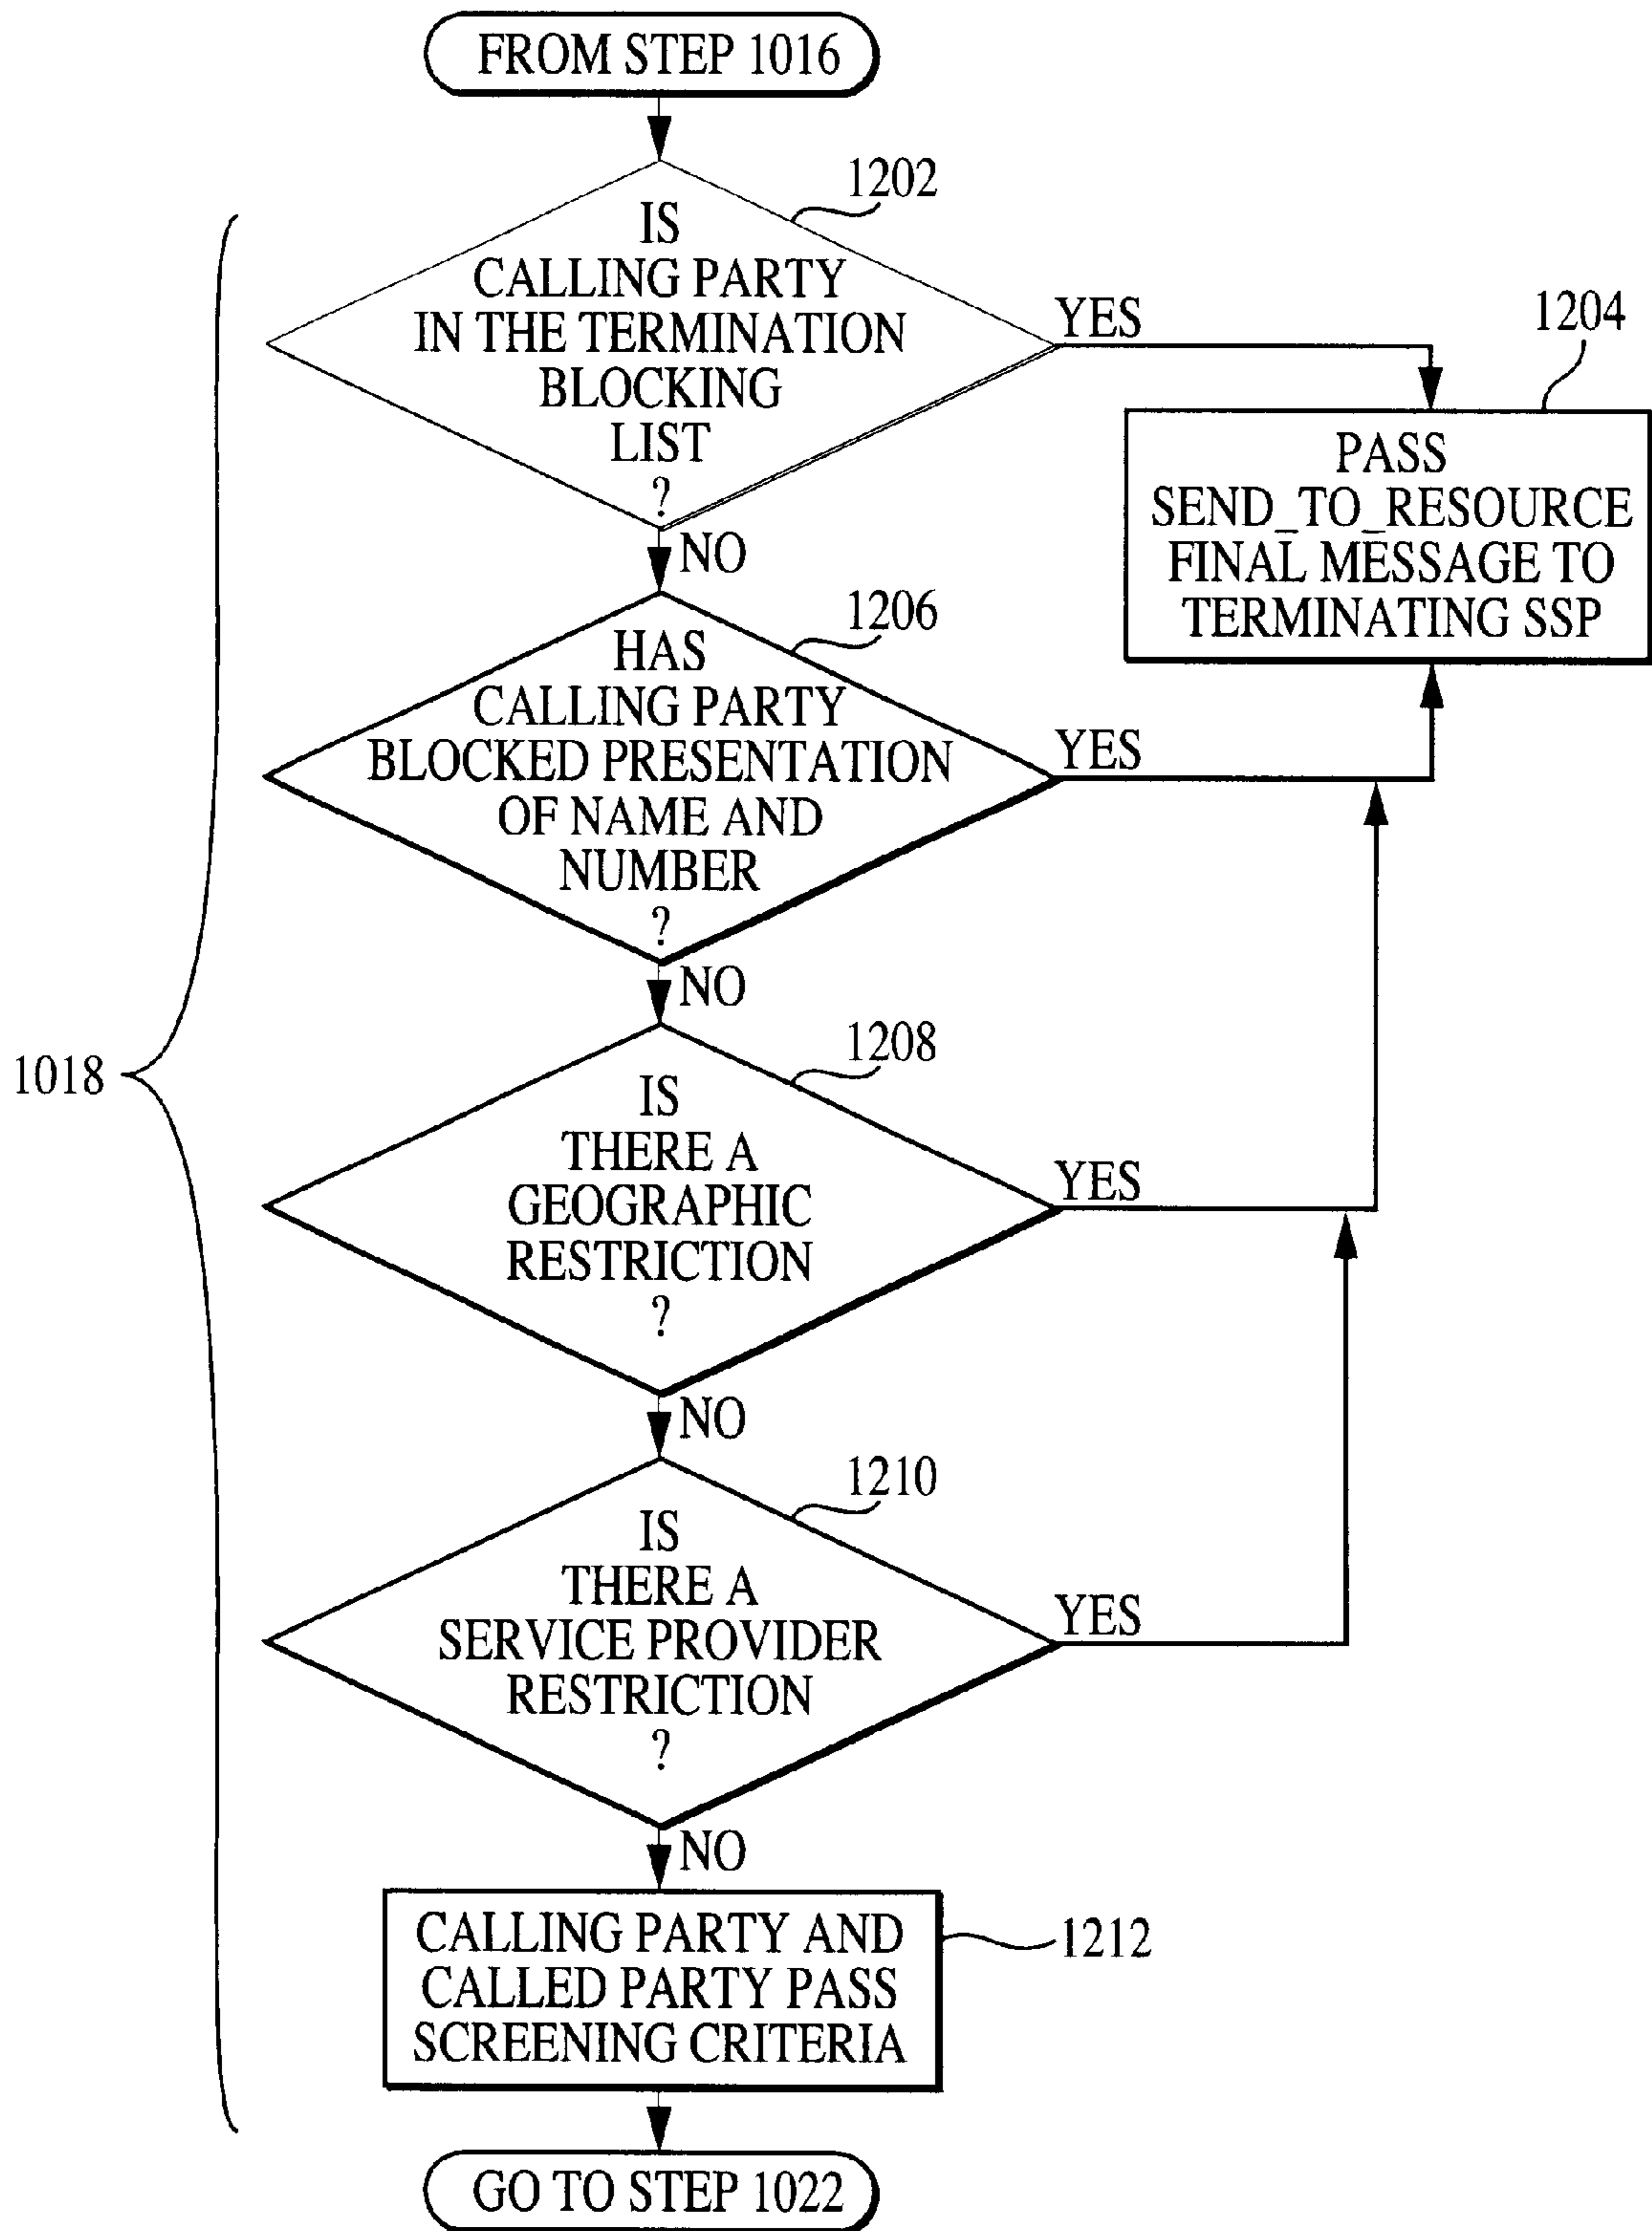 FROM STEP 1016
1202
IS
CALLING PARTY
IN THE TERMINATION
BLOCKING
LIST
?
YES
1204
PASS
SEND_TO_RESOURCE
FINAL MESSAGE TO
TERMINATING SSP
NO
1206
HAS
CALLING PARTY
BLOCKED PRESENTATION
OF NAME AND
NUMBER
?
YES
NO
1018
1208
IS
THERE A
GEOGRAPHIC
RESTRICTION
?
YES
NO
1210
IS
THERE A
SERVICE PROVIDER
RESTRICTION
?
YES
NO
CALLING PARTY AND
CALLED PARTY PASS
SCREENING CRITERIA
1212
GO TO STEP 1022